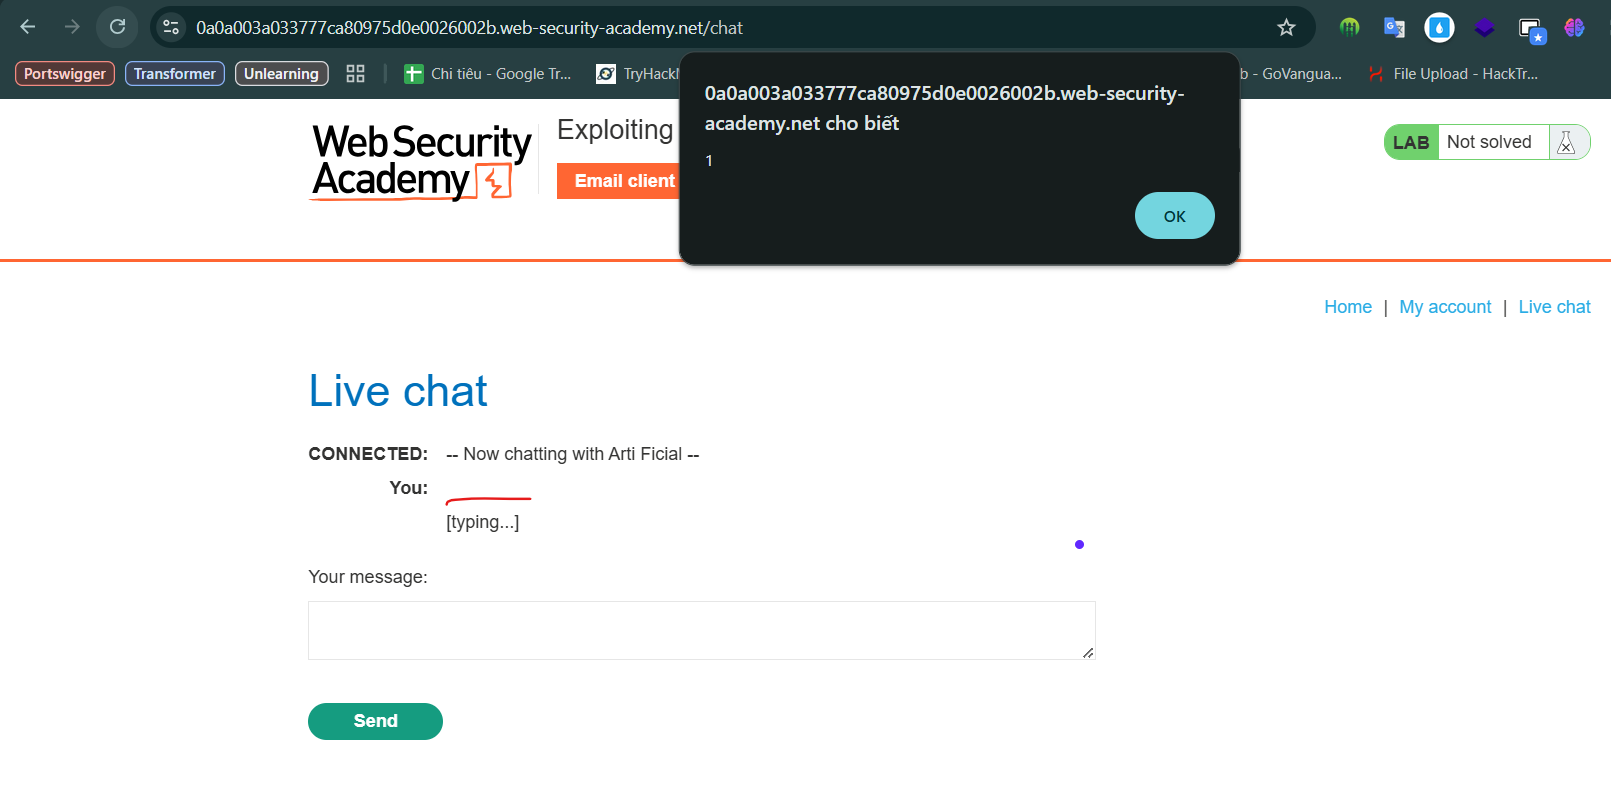 0a0a003a033777ca80975d0e0026002b.web-security-academy.net/chat
Portswigger
Transformer
Unlearning
Chi tiêu - Google Tr...
TryHackM
b - GoVangua...
File Upload - HackTr...
0a0a003a033777ca80975d0e0026002b.web-security-
academy.net cho biết
1
OK
Web Security
Academy
Exploiting
Email client
LAB
Not solved
Home | My account | Live chat
Live chat
CONNECTED: -- Now chatting with Arti Ficial --
You:
[typing...]
Your message:
Send